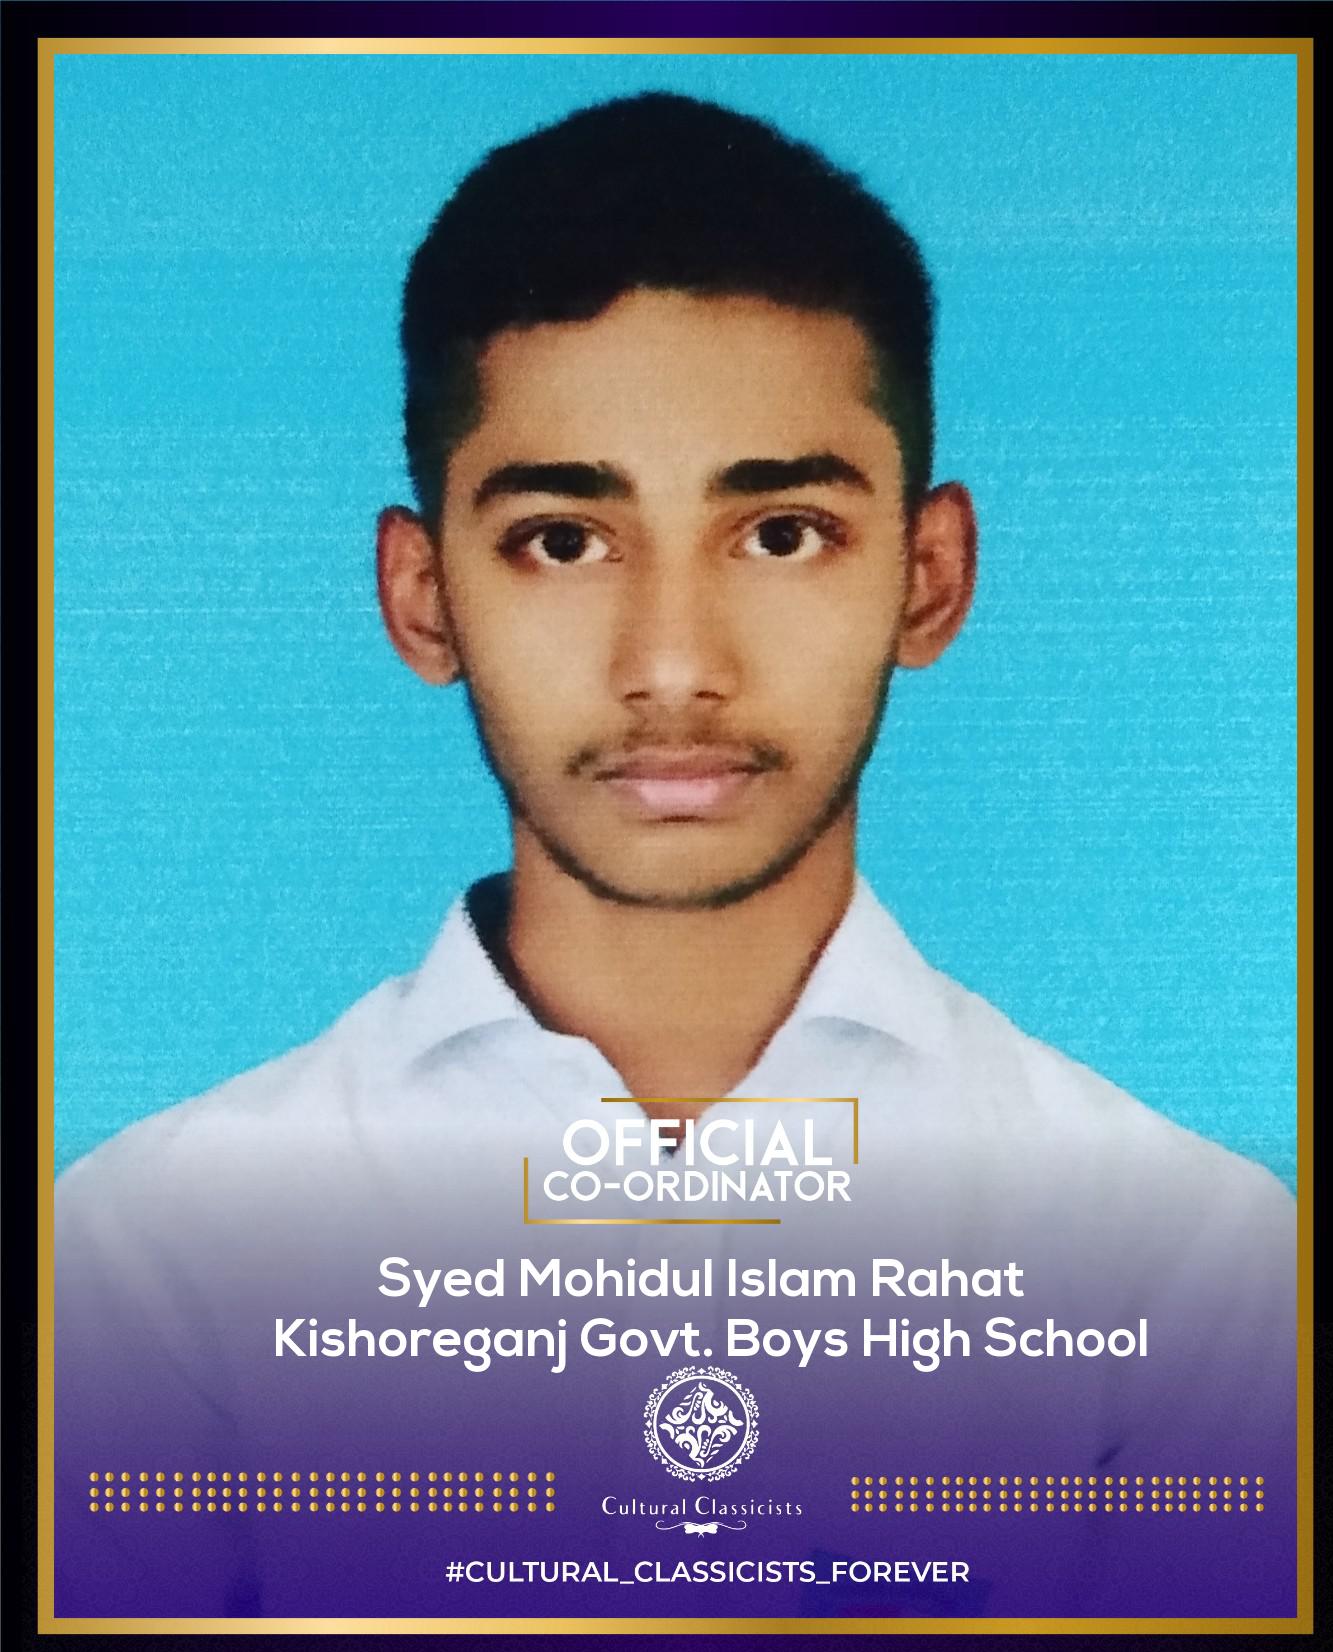 OFFICIAL
CO-ORDINATOR
Syed Mohidul Islam Rahat
Kishoreganj Govt. Boys High School
Cultural Classicists
#CULTURAL_CLASSICISTS_FOREVER